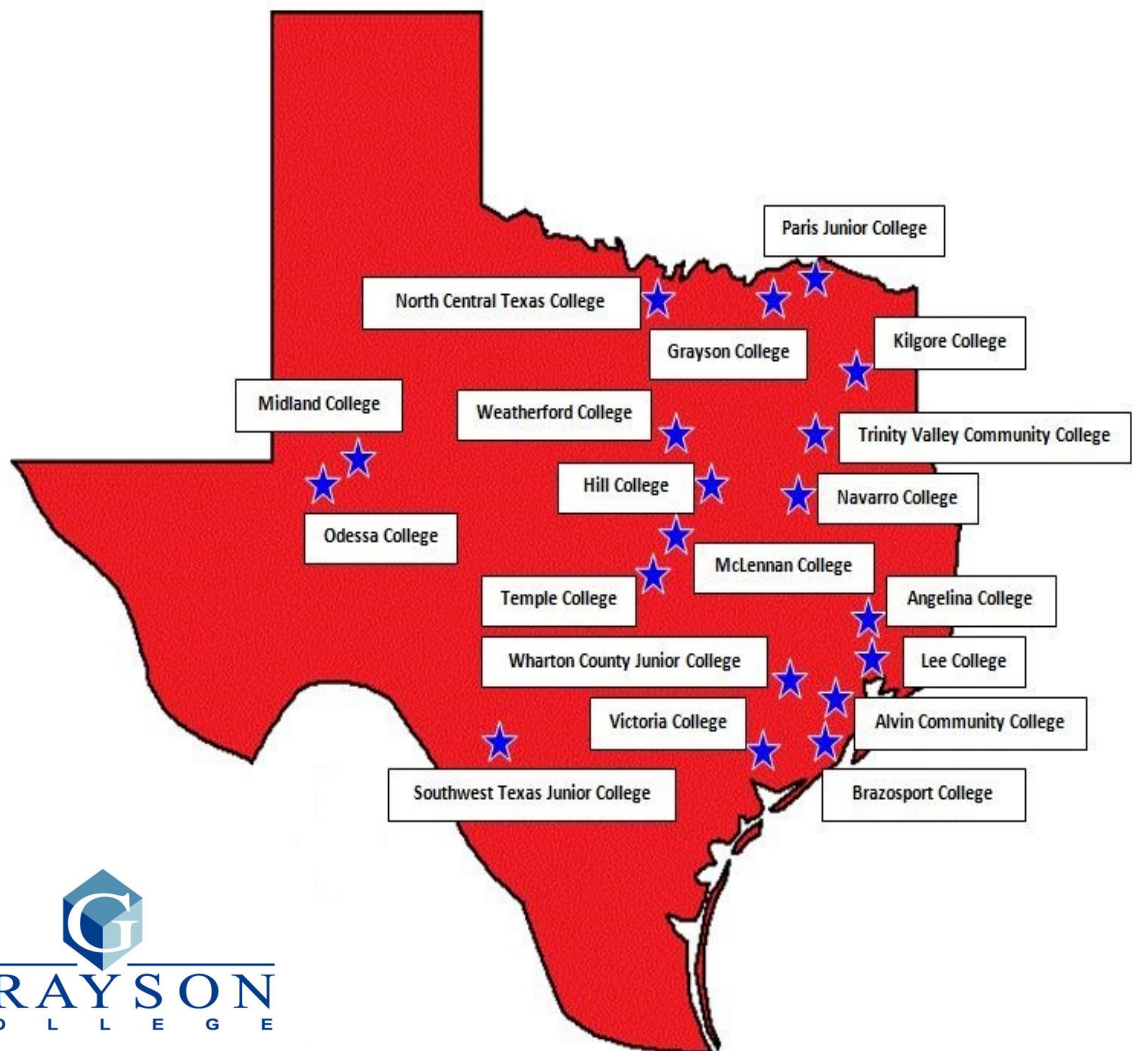 Paris Junior College
North Central Texas College
Grayson College
Kilgore College
Midland College
Weatherford College
Trinity Valley Community College
Hill College
Navarro College
Odessa College
McLennan College
Temple College
Angelina College
Wharton County Junior College
Lee College
Victoria College
Alvin Community College
Southwest Texas Junior College
Brazosport College
G
RAYSON
O L L E G E